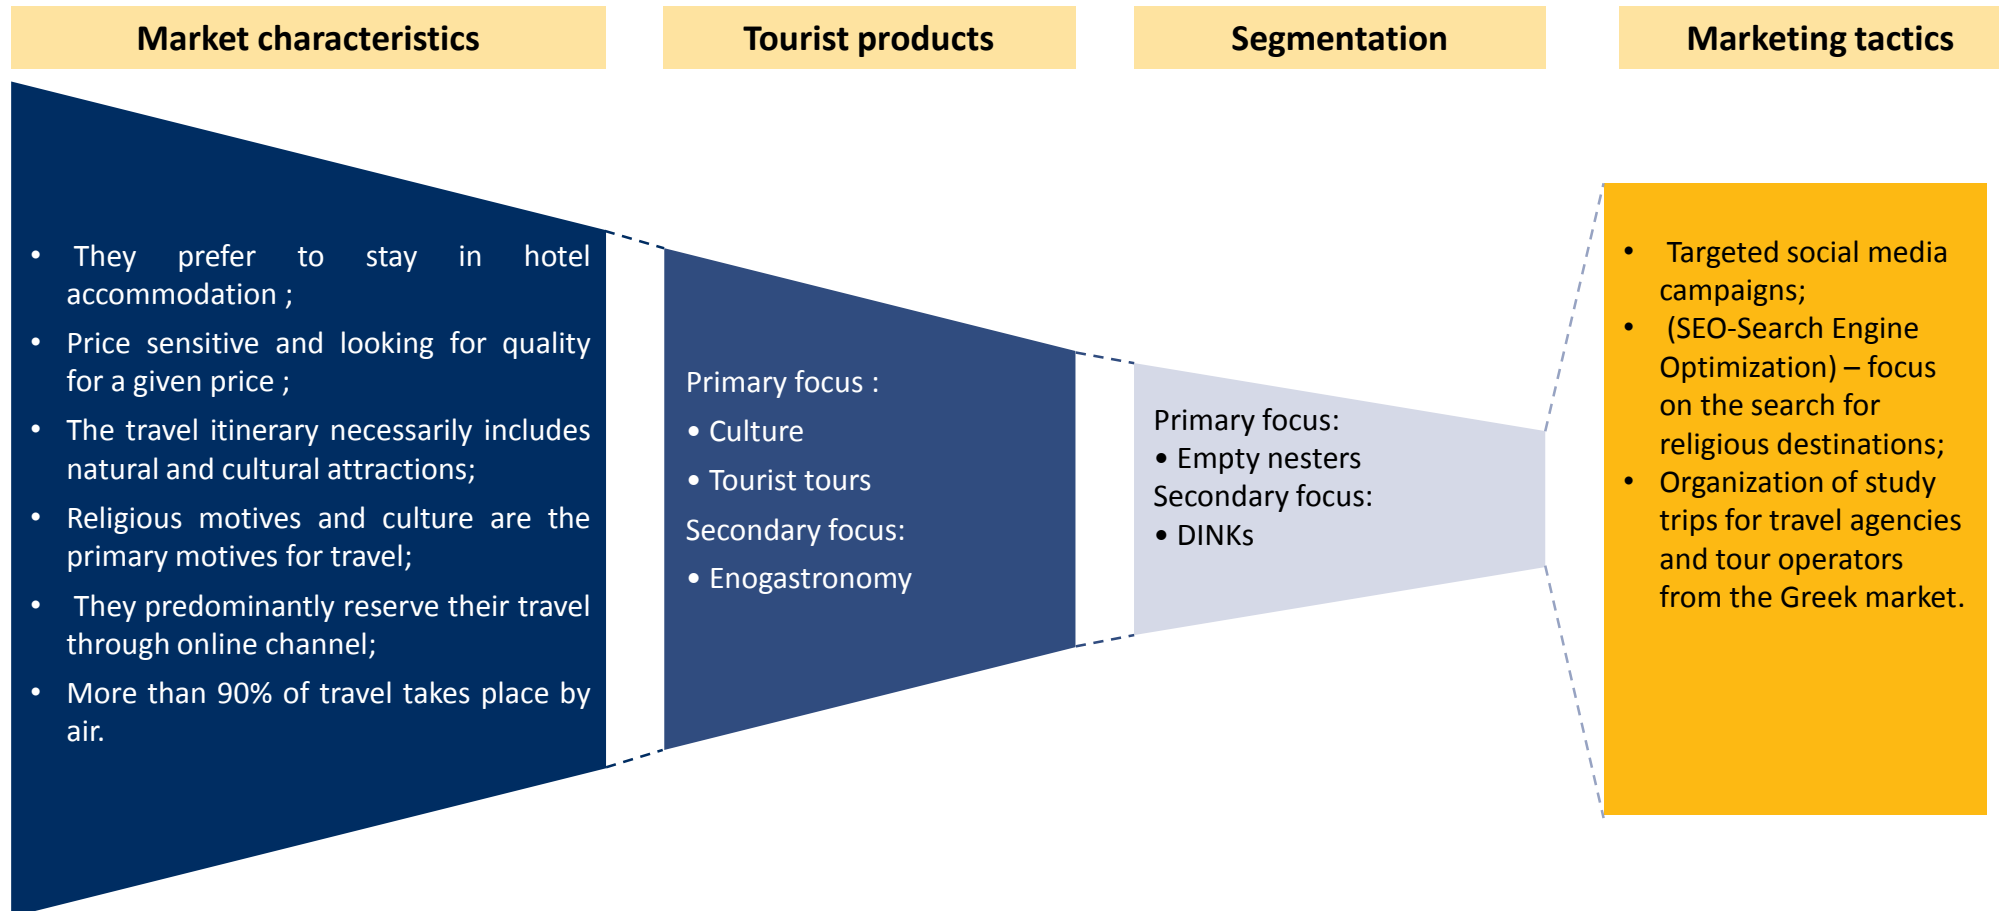 Market characteristics
Tourist products
Segmentation
Marketing tactics
• They prefer to stay in hotel
accommodation ;
• Price sensitive and looking for quality
for a given price ;
• The travel itinerary necessarily includes
natural and cultural attractions;
• Religious motives and culture are the
primary motives for travel;
• They predominantly reserve their travel
through online channel;
• More than 90% of travel takes place by
air.
Primary focus :
• Culture
• Tourist tours
Secondary focus:
• Enogastronomy
Primary focus:
• Empty nesters
Secondary focus:
• DINKs
• Targeted social media
campaigns;
• (SEO-Search Engine
Optimization) – focus
on the search for
religious destinations;
• Organization of study
trips for travel agencies
and tour operators
from the Greek market.